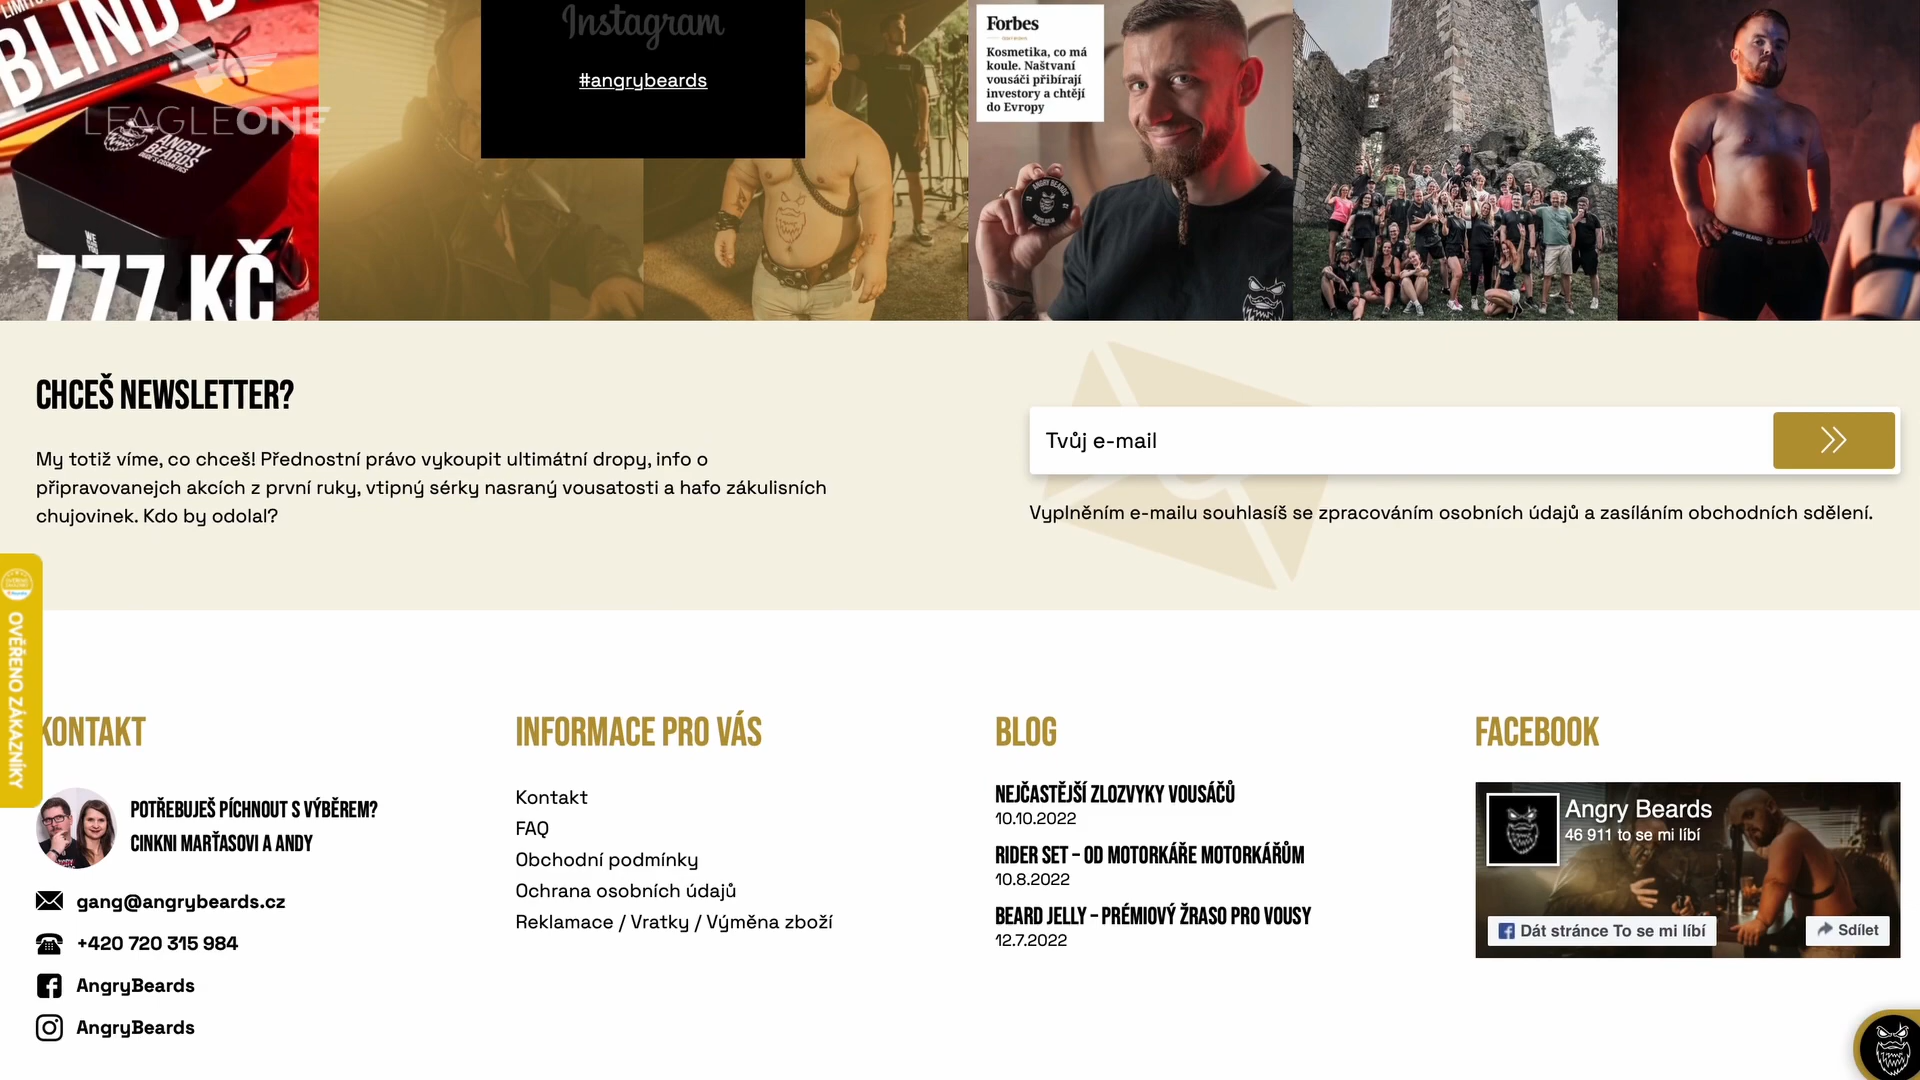 LIMITO
BLIND B
LEAGLEONE
ANGRY
BEARDS
DUDE'S COSMETICS
777 KČ
Instagram
#angrybeards
Forbes
Kosmetika, co má
koule. Naštvaní
vousáči přibírají
investory a chtějí
do Evropy
ANGRY BEARDS
CHCEŠ NEWSLETTER?
My totiž víme, co chceš! Přednostní právo vykoupit ultimátní dropy, info o
připravovanejch akcích z první ruky, vtipný sérky nasraný vousatosti a hafo zákulisních
chujovinek. Kdo by odolal?
Tvůj e-mail
Vyplněním e-mailu souhlasíš se zpracováním osobních údajů a zasíláním obchodních sdělení.
OVĚŘENO ZÁKAZNÍKY
KONTAKT
POTŘEBUJEŠ PÍCHNOUT S VÝBĚREM?
CINKNI MARŤASOVI A ANDY
gang@angrybeards.cz
+420 720 315 984
AngryBeards
AngryBeards
INFORMACE PRO VÁS
Kontakt
FAQ
Obchodní podmínky
Ochrana osobních údajů
Reklamace / Vratky / Výměna zboží
BLOG
NEJČASTĚJŠÍ ZLOZVYKY VOUSÁČŮ
10.10.2022
RIDER SET – OD MOTORKÁŘE MOTORKÁŘŮM
10.8.2022
BEARD JELLY – PRÉMIOVÝ ŽRASO PRO VOUSY
12.7.2022
FACEBOOK
Angry Beards
46 911 to se mi líbí
Dát stránce To se mi líbí
Sdílet